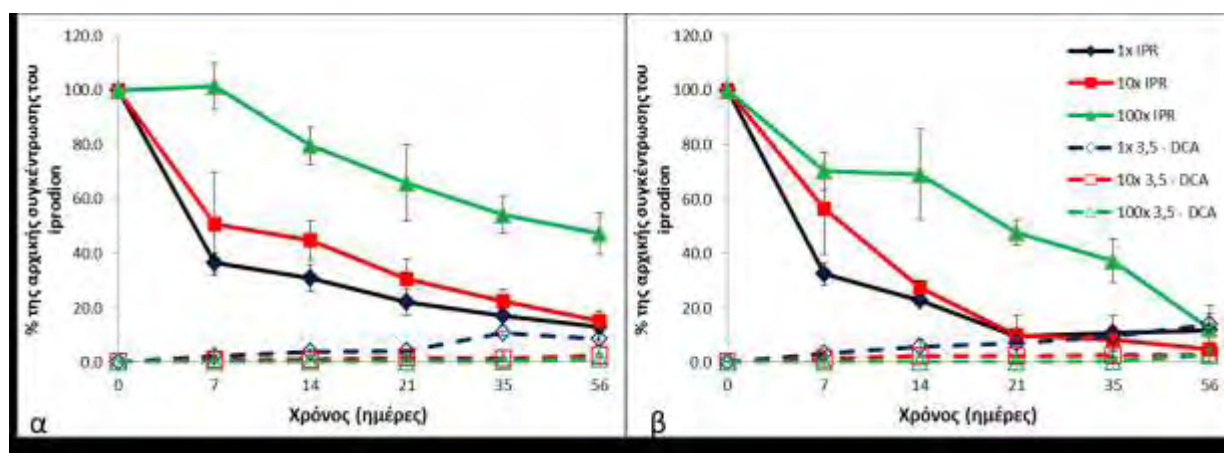 % της αρχικής συγκέντρωσης του
iprodion
120.0
100.0
80.0
60.0
40.0
20.0
0.0
0 7 14 21 35 56
Χρόνος (ημέρες)
α
% της αρχικής συγκέντρωσης του
iprodion
120.0
100.0
80.0
60.0
40.0
20.0
0.0
0 7 14 21 35 56
Χρόνος (ημέρες)
β
1x IPR
10x IPR
100x IPR
1x 3,5 - DCA
10x 3,5 - DCA
100x 3,5 - DCA